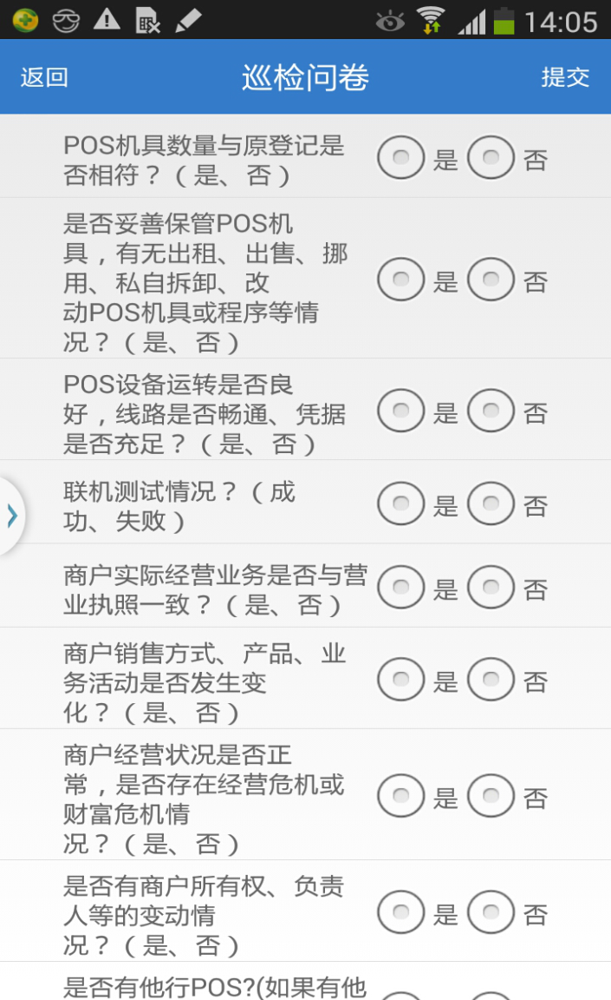 14:05
返回 巡检问卷 提交
POS机具数量与原登记是
否相符？（是、否）
是 否
是否妥善保管POS机
具，有无出租、出售、挪
用、私自拆卸、改
动POS机具或程序等情
况？（是、否）
是 否
POS设备运转是否良
好，线路是否畅通、凭据
是否充足？（是、否）
是 否
联机测试情况？（成
功、失败）
是 否
商户实际经营业务是否与营
业执照一致？（是、否）
是 否
商户销售方式、产品、业
务活动是否发生变
化？（是、否）
是 否
商户经营状况是否正
常，是否存在经营危机或
财富危机情
况？（是、否）
是 否
是否有商户所有权、负责
人等的变动情
况？（是、否）
是 否
是否有他行POS?(如果有他